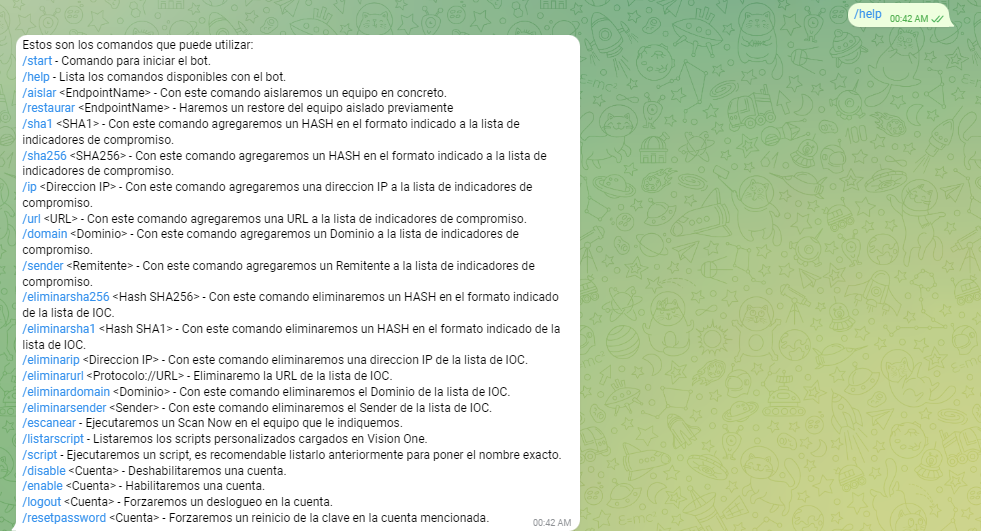 /help 00:42 AM
Estos son los comandos que puede utilizar:
/start - Comando para iniciar el bot.
/help - Lista los comandos disponibles con el bot.
/aislar <EndpointName> - Con este comando aislaremos un equipo en concreto.
/restaurar <EndpointName> - Haremos un restore del equipo aislado previamente
/sha1 <SHA1> - Con este comando agregaremos un HASH en el formato indicado a la lista de
indicadores de compromiso.
/sha256 <SHA256> - Con este comando agregaremos un HASH en el formato indicado a la lista de
indicadores de compromiso.
/ip <Direccion IP> - Con este comando agregaremos una direccion IP a la lista de indicadores de
compromiso.
/url <URL> - Con este comando agregaremos una URL a la lista de indicadores de compromiso.
/domain <Dominio> - Con este comando agregaremos un Dominio a la lista de indicadores de
compromiso.
/sender <Remitente> - Con este comando agregaremos un Remitente a la lista de indicadores de
compromiso.
/eliminarsha256 <Hash SHA256> - Con este comando eliminaremos un HASH en el formato indicado
de la lista de IOC.
/eliminarsha1 <Hash SHA1> - Con este comando eliminaremos un HASH en el formato indicado de la
lista de IOC.
/eliminarip <Direccion IP> - Con este comando eliminaremos una direccion IP de la lista de IOC.
/eliminarurl <Protocolo://URL> - Eliminaremo la URL de la lista de IOC.
/eliminardomain <Dominio> - Con este comando eliminaremos el Dominio de la lista de IOC.
/eliminarsender <Sender> - Con este comando eliminaremos el Sender de la lista de IOC.
/escanear - Ejecutaremos un Scan Now en el equipo que le indiquemos.
/listarscript - Listaremos los scripts personalizados cargados en Vision One.
/script - Ejecutaremos un script, es recomendable listarlo anteriormente para poner el nombre exacto.
/disable <Cuenta> - Deshabilitaremos una cuenta.
/enable <Cuenta> - Habilitaremos una cuenta.
/logout <Cuenta> - Forzaremos un deslogueo en la cuenta.
/resetpassword <Cuenta> - Forzaremos un reinicio de la clave en la cuenta mencionada.
00:42 AM